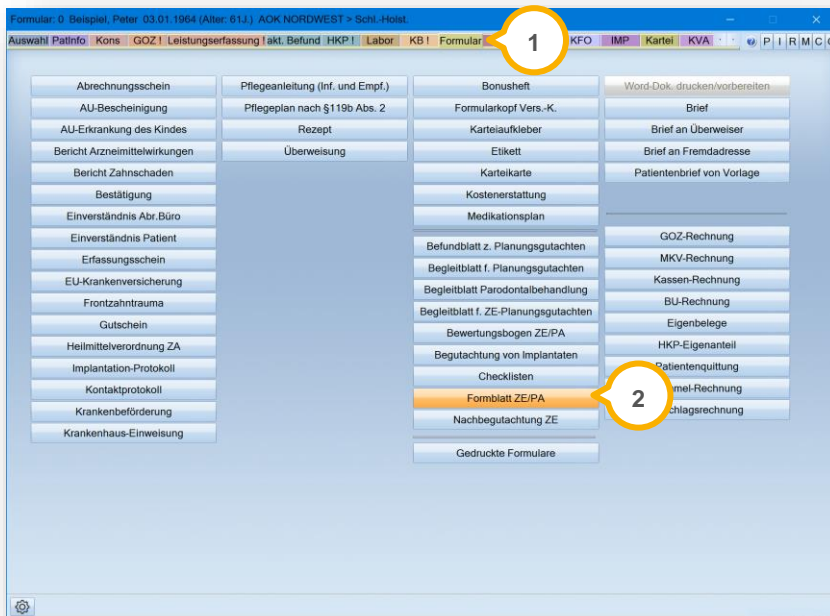 Formular: 0 Beispiel, Peter 03.01.1964 (Alter: 61J.) AOK NORDWEST > Schl.-Holst.
Auswahl PatInfo Kons GOZ ! Leistungserfassung ! akt. Befund HKP ! Labor KB ! Formular KFO IMP Kartei KVA P I R M C
1
Abrechnungsschein
AU-Bescheinigung
AU-Erkrankung des Kindes
Bericht Arzneimittelwirkungen
Bericht Zahnschaden
Bestätigung
Einverständnis Abr.Büro
Einverständnis Patient
Erfassungsschein
EU-Krankenversicherung
Frontzahntrauma
Gutschein
Heilmittelverordnung ZA
Implantation-Protokoll
Kontaktprotokoll
Krankenbeförderung
Krankenhaus-Einweisung
Pflegeanleitung (Inf. und Empf.)
Pflegeplan nach §119b Abs. 2
Rezept
Überweisung
Bonusheft
Formularkopf Vers.-K.
Karteiaufkleber
Etikett
Karteikarte
Kostenerstattung
Medikationsplan
Befundblatt z. Planungsgutachten
Begleitblatt f. Planungsgutachten
Begleitblatt Parodontalbehandlung
Begleitblatt f. ZE-Planungsgutachten
Bewertungsbogen ZE/PA
Begutachtung von Implantaten
Checklisten
Formblatt ZE/PA
2
Nachbegutachtung ZE
Gedruckte Formulare
Word-Dok. drucken/vorbereiten
Brief
Brief an Überweiser
Brief an Fremdadresse
Patientenbrief von Vorlage
GOZ-Rechnung
MKV-Rechnung
Kassen-Rechnung
BU-Rechnung
Eigenbelege
HKP-Eigenanteil
Patientenquittung
mel-Rechnung
chlagsrechnung